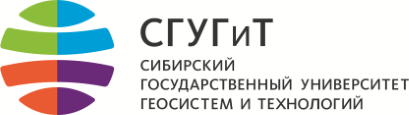 СГУГиТ
СИБИРСКИЙ
ГОСУДАРСТВЕННЫЙ УНИВЕРСИТЕТ
ГЕОСИСТЕМ И ТЕХНОЛОГИЙ